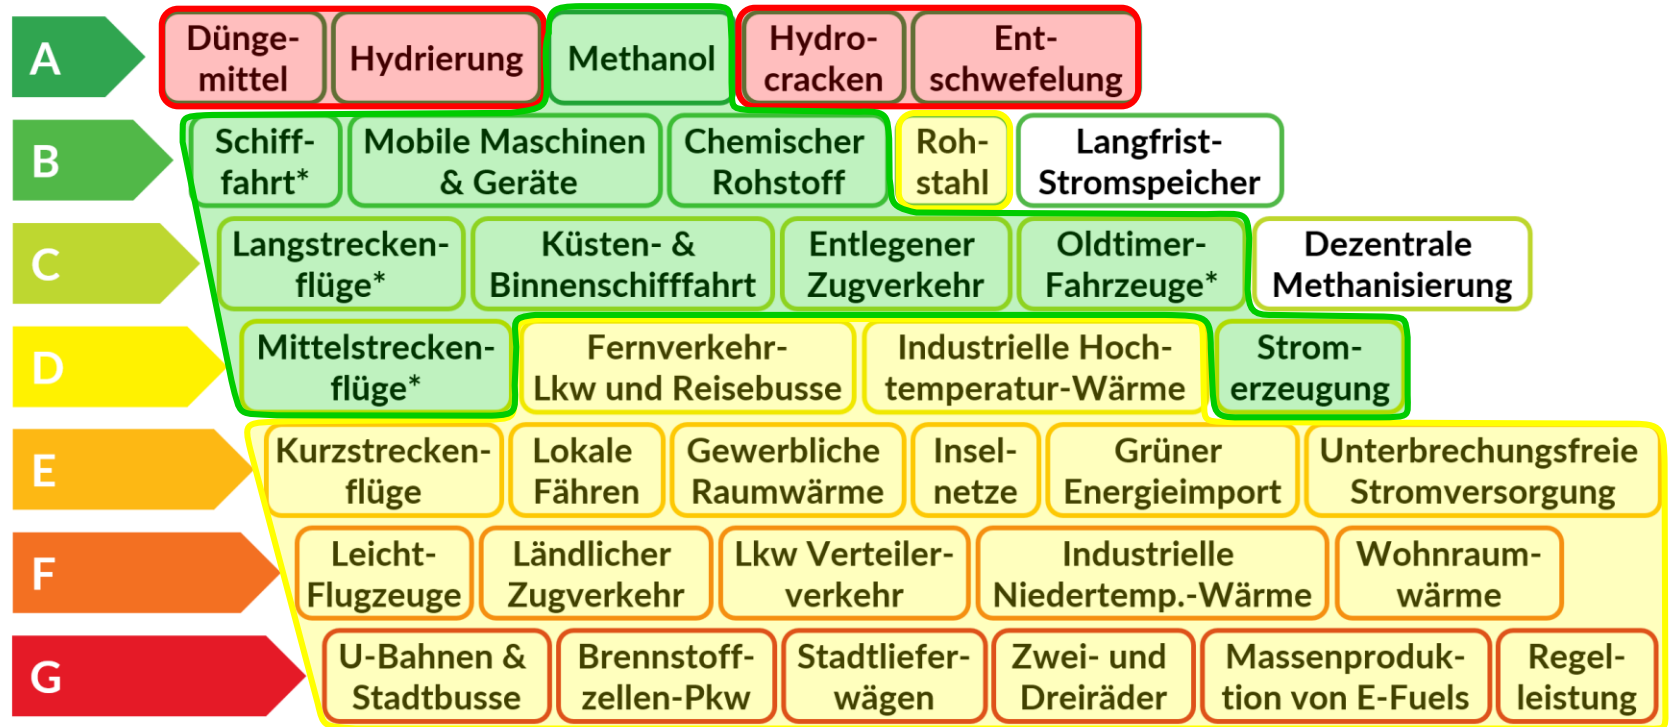 A
Dünge-
mittel
Hydrierung
Methanol
Hydro-
cracken
Ent-
schwefelung
B
Schiff-
fahrt*
Mobile Maschinen
& Geräte
Chemischer
Rohstoff
Roh-
stahl
Langfrist-
Stromspeicher
C
Langstrecken-
flüge*
Küsten- &
Binnenschifffahrt
Entlegener
Zugverkehr
Oldtimer-
Fahrzeuge*
Dezentrale
Methanisierung
D
Mittelstrecken-
flüge*
Fernverkehr-
Lkw und Reisebusse
Industrielle Hoch-
temperatur-Wärme
Strom-
erzeugung
E
Kurzstrecken-
flüge
Lokale
Fähren
Gewerbliche
Raumwärme
Insel-
netze
Grüner
Energieimport
Unterbrechungsfreie
Stromversorgung
F
Leicht-
Flugzeuge
Ländlicher
Zugverkehr
Lkw Verteiler-
verkehr
Industrielle
Niedertemp.-Wärme
Wohnraum-
wärme
G
U-Bahnen &
Stadtbusse
Brennstoff-
zellen-Pkw
Stadtliefer-
wägen
Zwei- und
Dreiräder
Massenproduk-
tion von E-Fuels
Regel-
leistung